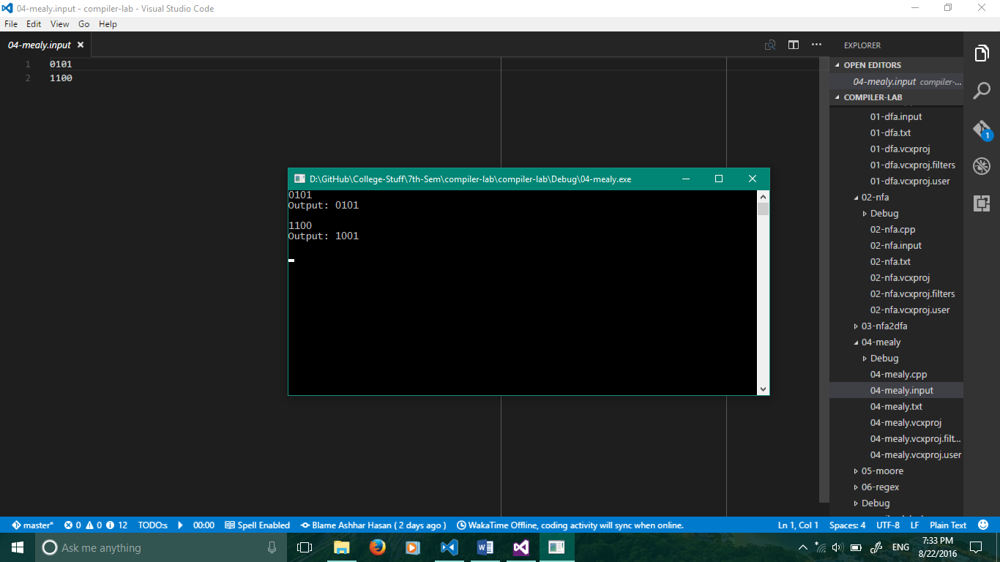 04-mealy.input - compiler-lab - Visual Studio Code
File Edit View Go Help
04-mealy.input
EXPLORER
1 0101
2 1100
OPEN EDITORS
04-mealy.input compiler-...
COMPILER-LAB
01-dfa.input
01-dfa.txt
01-dfa.vcxproj
01-dfa.vcxproj.filters
01-dfa.vcxproj.user
02-nfa
Debug
02-nfa.cpp
02-nfa.input
02-nfa.txt
02-nfa.vcxproj
02-nfa.vcxproj.filters
02-nfa.vcxproj.user
03-nfa2dfa
04-mealy
Debug
04-mealy.cpp
04-mealy.input
04-mealy.txt
04-mealy.vcxproj
04-mealy.vcxproj.filt...
04-mealy.vcxproj.user
05-moore
06-regex
Debug
1
D:\GitHub\College-Stuff\7th-Sem\compiler-lab\compiler-lab\Debug\04-mealy.exe
0101
Output: 0101
1100
Output: 1001
master* 0 0 12 TODO:s 00:00 Spell Enabled Blame Ashhar Hasan ( 2 days ago ) WakaTime Offline, coding activity will sync when online. Ln 1, Col 1 Spaces: 4 UTF-8 LF Plain Text
Ask me anything
ENG
7:33 PM
8/22/2016